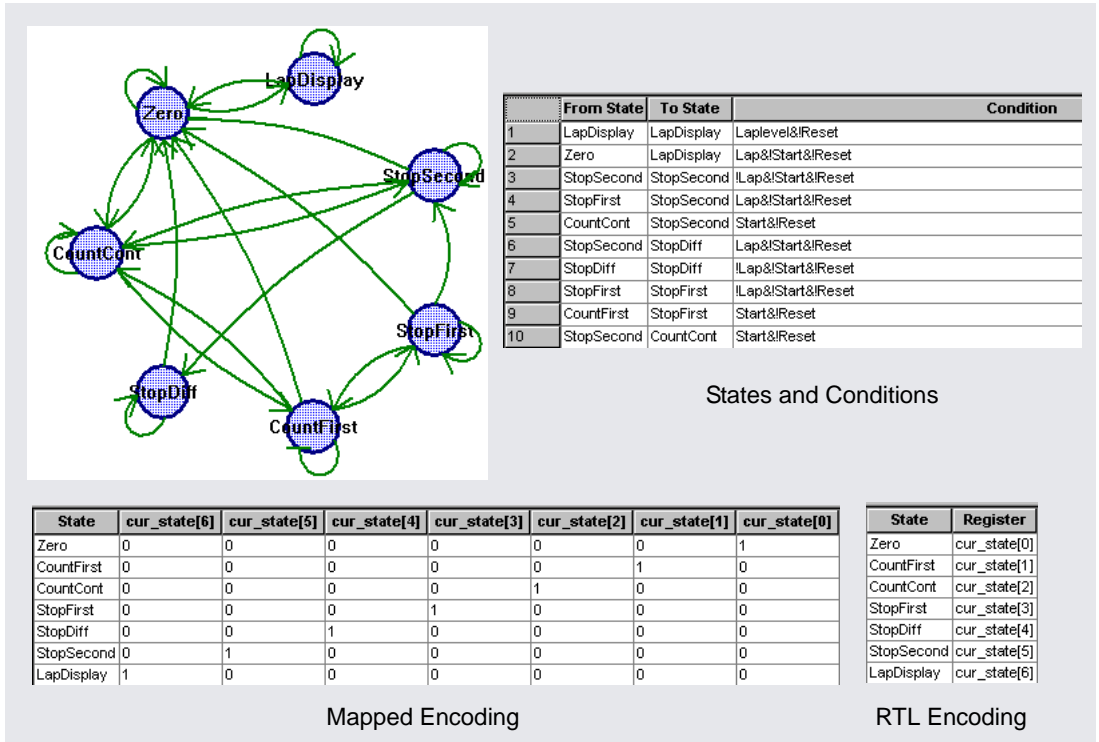 LapDisplay
Zero
StopSecond
CountCont
StopFirst
StopDiff
CountFirst
From State To State Condition
1 LapDisplay LapDisplay Laplevel&!Reset
2 Zero LapDisplay Lap&!Start&!Reset
3 StopSecond StopSecond !Lap&!Start&!Reset
4 StopFirst StopSecond Lap&!Start&!Reset
5 CountCont StopSecond Start&!Reset
6 StopSecond StopDiff Lap&!Start&!Reset
7 StopDiff StopDiff !Lap&!Start&!Reset
8 StopFirst StopFirst !Lap&!Start&!Reset
9 CountFirst StopFirst Start&!Reset
10 StopSecond CountCont Start&!Reset
States and Conditions
State cur_state[6] cur_state[5] cur_state[4] cur_state[3] cur_state[2] cur_state[1] cur_state[0]
Zero 0 0 0 0 0 0 1
CountFirst 0 0 0 0 0 1 0
CountCont 0 0 0 0 1 0 0
StopFirst 0 0 0 1 0 0 0
StopDiff 0 0 1 0 0 0 0
StopSecond 0 1 0 0 0 0 0
LapDisplay 1 0 0 0 0 0 0
Mapped Encoding
State Register
Zero cur_state[0]
CountFirst cur_state[1]
CountCont cur_state[2]
StopFirst cur_state[3]
StopDiff cur_state[4]
StopSecond cur_state[5]
LapDisplay cur_state[6]
RTL Encoding